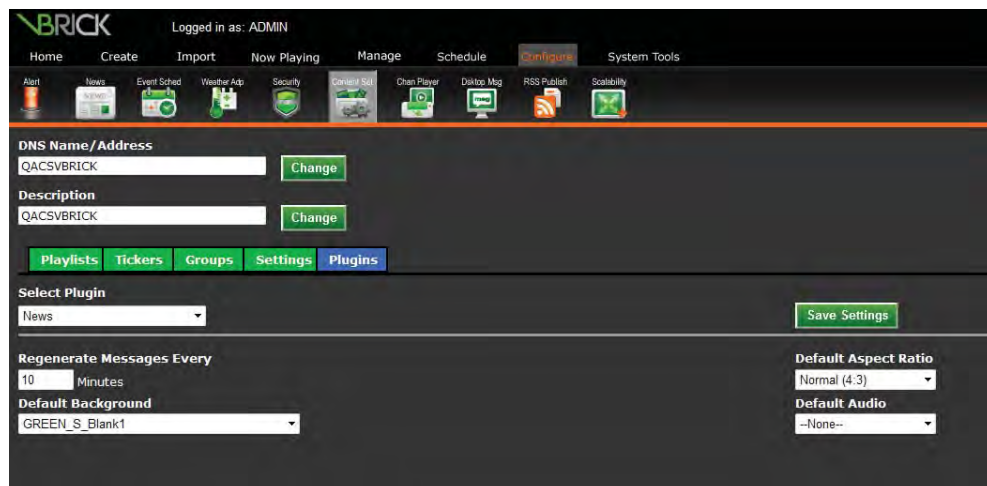 VBRICK Logged in as: ADMIN
Home Create Import Now Playing Manage Schedule Configure System Tools
Alert News Event Sched Weather Adp Security Content Svr Chan Player Dsktop Msg RSS Publish Scalability
NEWS msg
DNS Name/Address
QACSVBRICK Change
Description
QACSVBRICK Change
Playlists Tickers Groups Settings Plugins
Select Plugin
News Save Settings
Regenerate Messages Every Default Aspect Ratio
10 Minutes Normal (4:3)
Default Background Default Audio
GREEN_S_Blank1 --None--